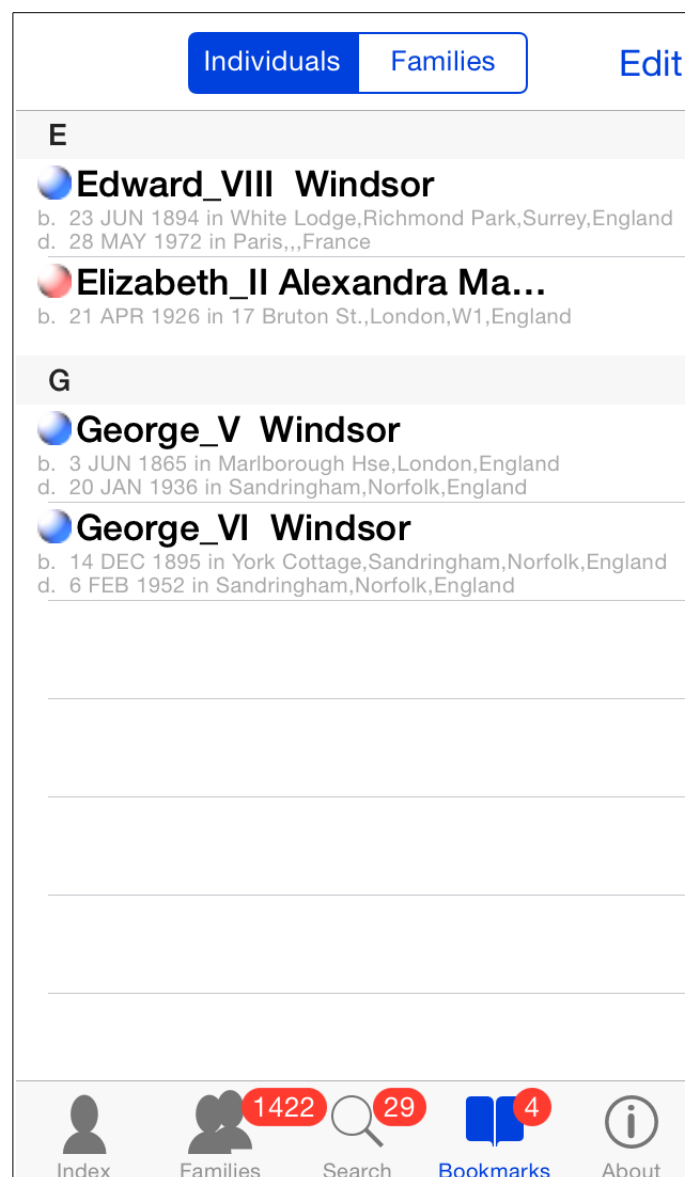 Individuals Families Edit
E
Edward_VIII  Windsor
b.  23 JUN 1894 in White Lodge,Richmond Park,Surrey,England
d.  28 MAY 1972 in Paris,,,France
Elizabeth_II Alexandra Ma...
b.  21 APR 1926 in 17 Bruton St.,London,W1,England
G
George_V  Windsor
b.  3 JUN 1865 in Marlborough Hse,London,England
d.  20 JAN 1936 in Sandringham,Norfolk,England
George_VI  Windsor
b.  14 DEC 1895 in York Cottage,Sandringham,Norfolk,England
d.  6 FEB 1952 in Sandringham,Norfolk,England
1422 29 4
Index Families Search Bookmarks About